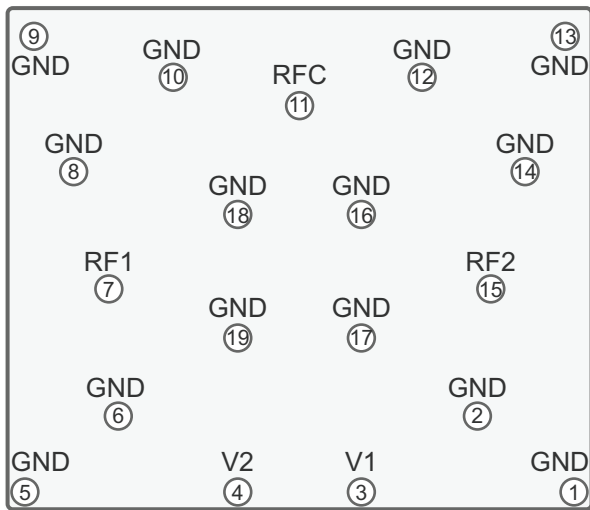 9 13
GND GND
GND GND
10 12
RFC
11
GND GND
8 14
GND GND
18 16
RF1 RF2
7 15
GND GND
19 17
GND GND
6 2
GND V2 V1 GND
5 4 3 1